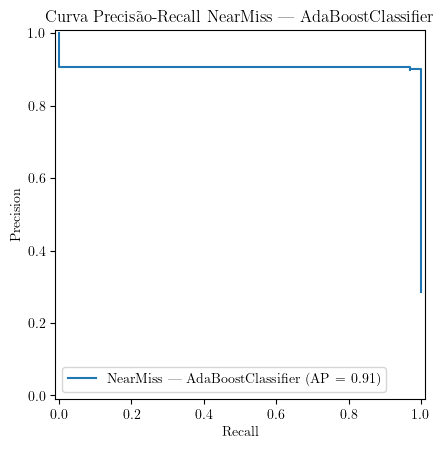 Curva Precisão-Recall NearMiss — AdaBoostClassifier
1.0
0.8
0.6
0.4
0.2
0.0
Precision
NearMiss — AdaBoostClassifier (AP = 0.91)
0.0 0.2 0.4 0.6 0.8 1.0
Recall